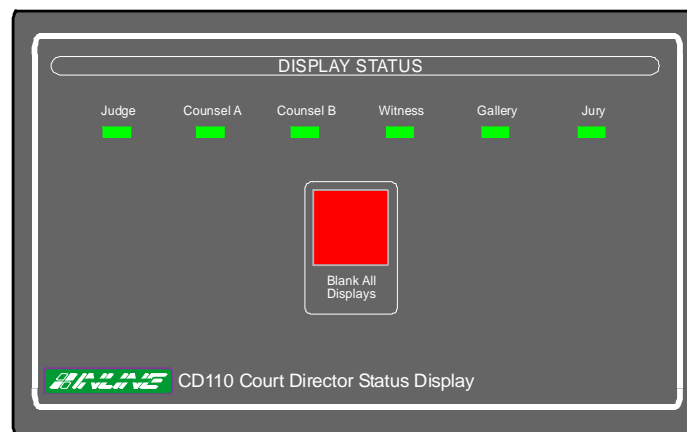 DISPLAY STATUS
Judge Counsel A Counsel B Witness Gallery Jury
Blank All
Displays
INLINE CD110 Court Director Status Display